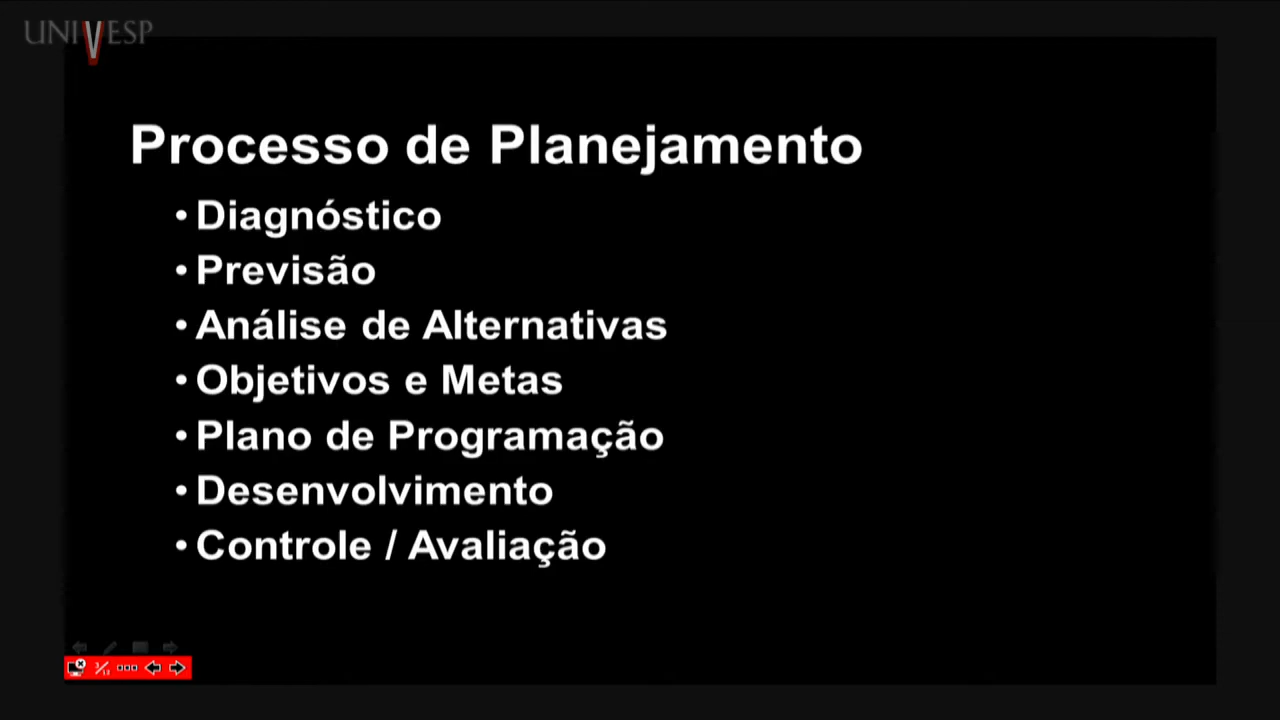 UNIVESP
Processo de Planejamento
• Diagnóstico
• Previsão
• Análise de Alternativas
• Objetivos e Metas
• Plano de Programação
• Desenvolvimento
• Controle / Avaliação